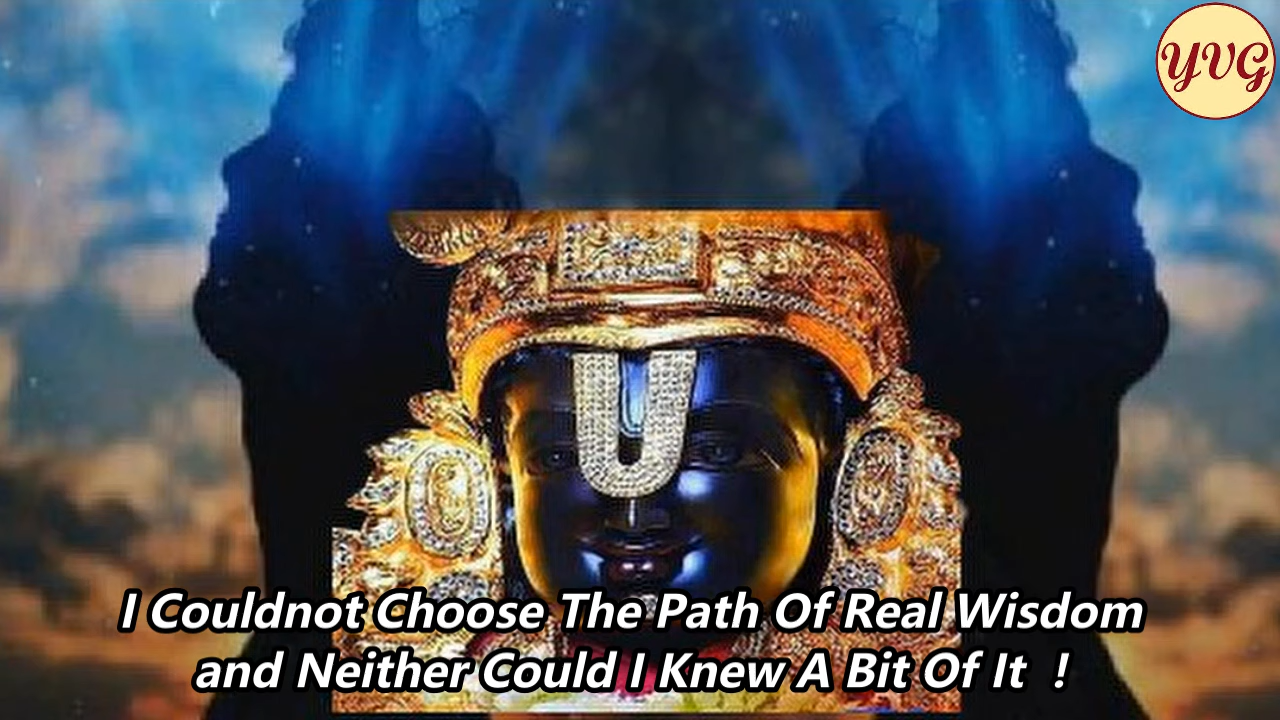 YVG
I Couldnot Choose The Path Of Real Wisdom
and Neither Could I Knew A Bit Of It !